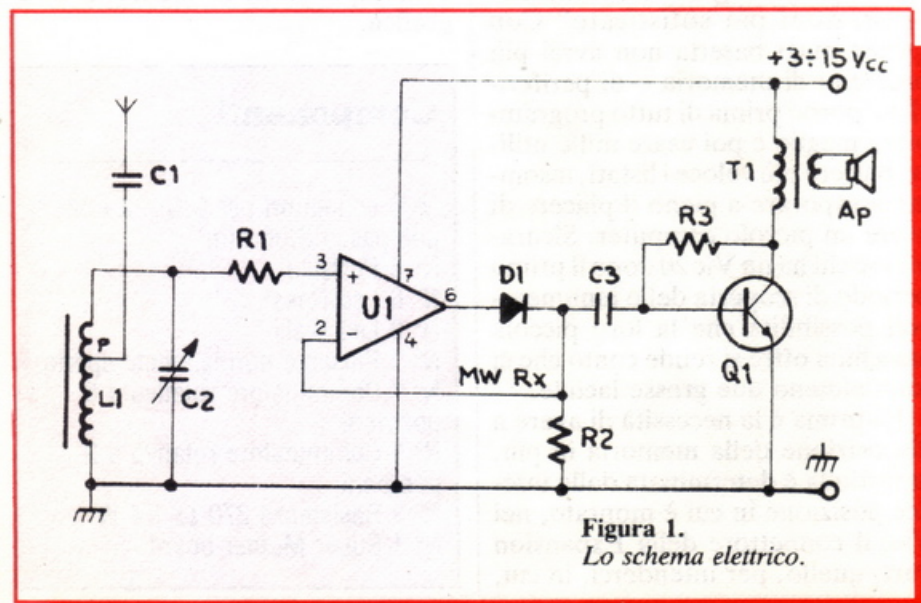 +3÷15 Vcc
C1
T1
Ap
R1
R3
3
+
7
U1
6
D1
C3
2
4
P
L1
C2
MW Rx
Q1
R2
Figura 1.
Lo schema elettrico.